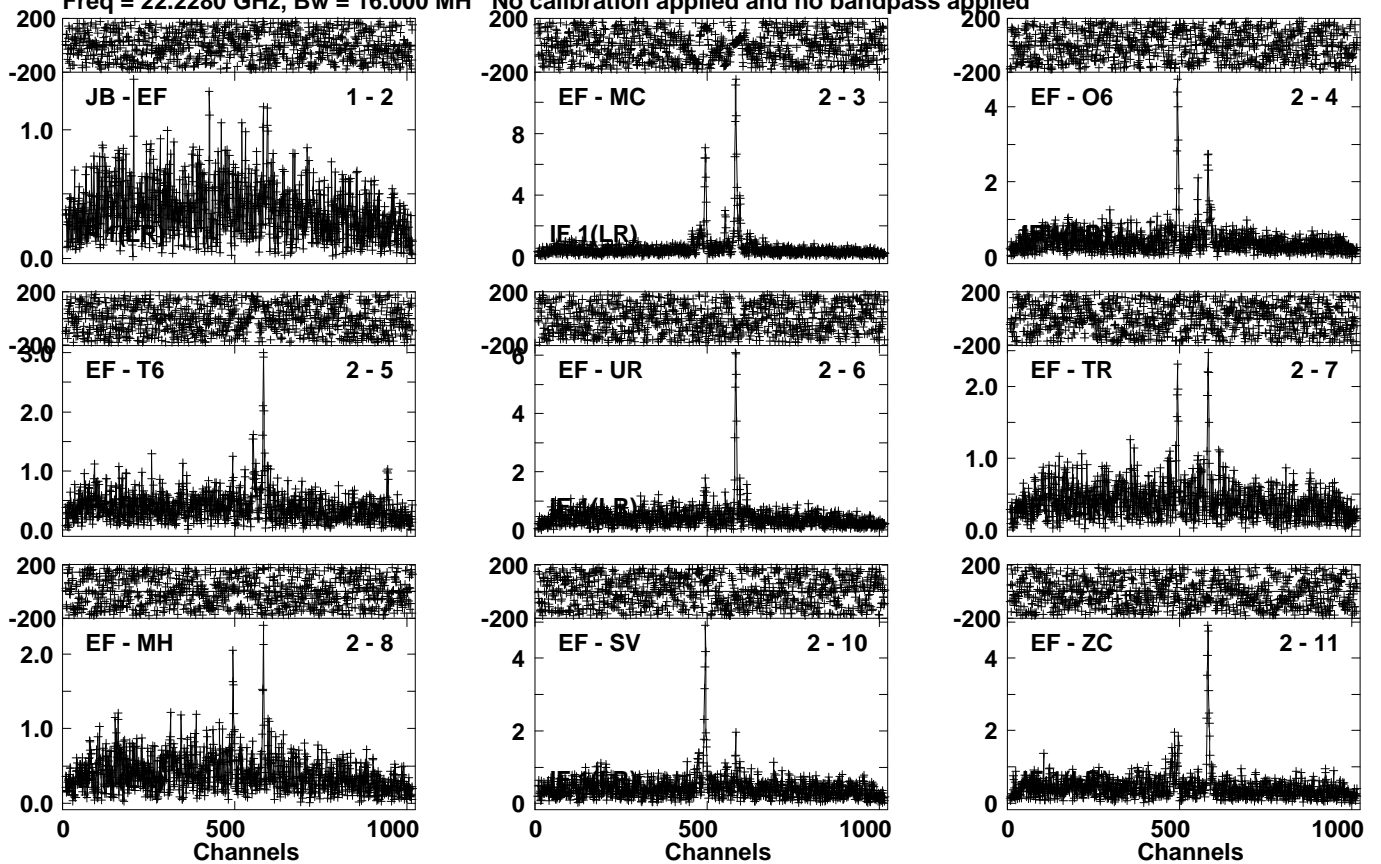 Freq = 22.2280 GHz, Bw = 16.000 MH No calibration applied and no bandpass applied
200 200 200
-200 -200 -200
JB - EF 1 - 2 EF - MC 2 - 3 EF - O6 2 - 4
1.0 8 4
4 2
IF 1(LR)
0.0 0 0
200 200 200
-200 -200 -200
3.0 6
EF - T6 2 - 5 EF - UR 2 - 6 EF - TR 2 - 7
2.0 4 2.0
1.0 2 1.0
IF 1(LR)
0.0 0 0.0
200 200 200
-200 -200 -200
EF - MH 2 - 8 EF - SV 2 - 10 EF - ZC 2 - 11
2.0 4 4
1.0 2 2
0.0 0 0
0 500 1000 0 500 1000 0 500 1000
Channels Channels Channels